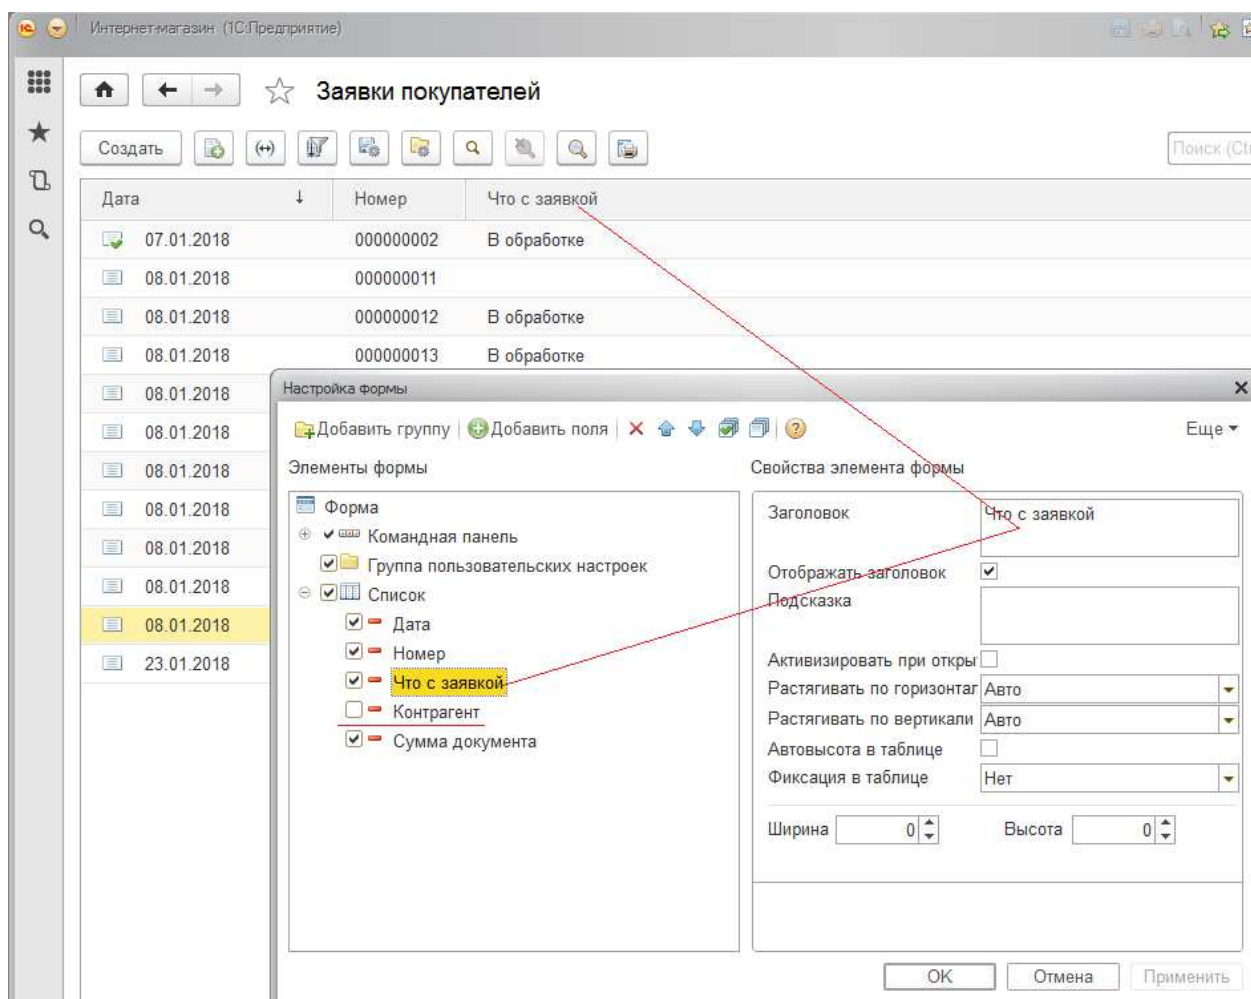 Интернет-магазин (1С:Предприятие)
Заявки покупателей
Создать
Поиск (Ctr
Дата ↓ Номер Что с заявкой
07.01.2018 000000002 В обработке
08.01.2018 000000011
08.01.2018 000000012 В обработке
08.01.2018 000000013 В обработке
08.01.2018
08.01.2018
08.01.2018
08.01.2018
08.01.2018
08.01.2018
08.01.2018
23.01.2018
Настройка формы
Добавить группу Добавить поля Еще
Элементы формы
Форма
Командная панель
Группа пользовательских настроек
Список
Дата
Номер
Что с заявкой
Контрагент
Сумма документа
Свойства элемента формы
Заголовок Что с заявкой
Отображать заголовок
Подсказка
Активизировать при откры
Растягивать по горизонтал Авто
Растягивать по вертикали Авто
Автовысота в таблице
Фиксация в таблице Нет
Ширина 0 Высота 0
OK Отмена Применить